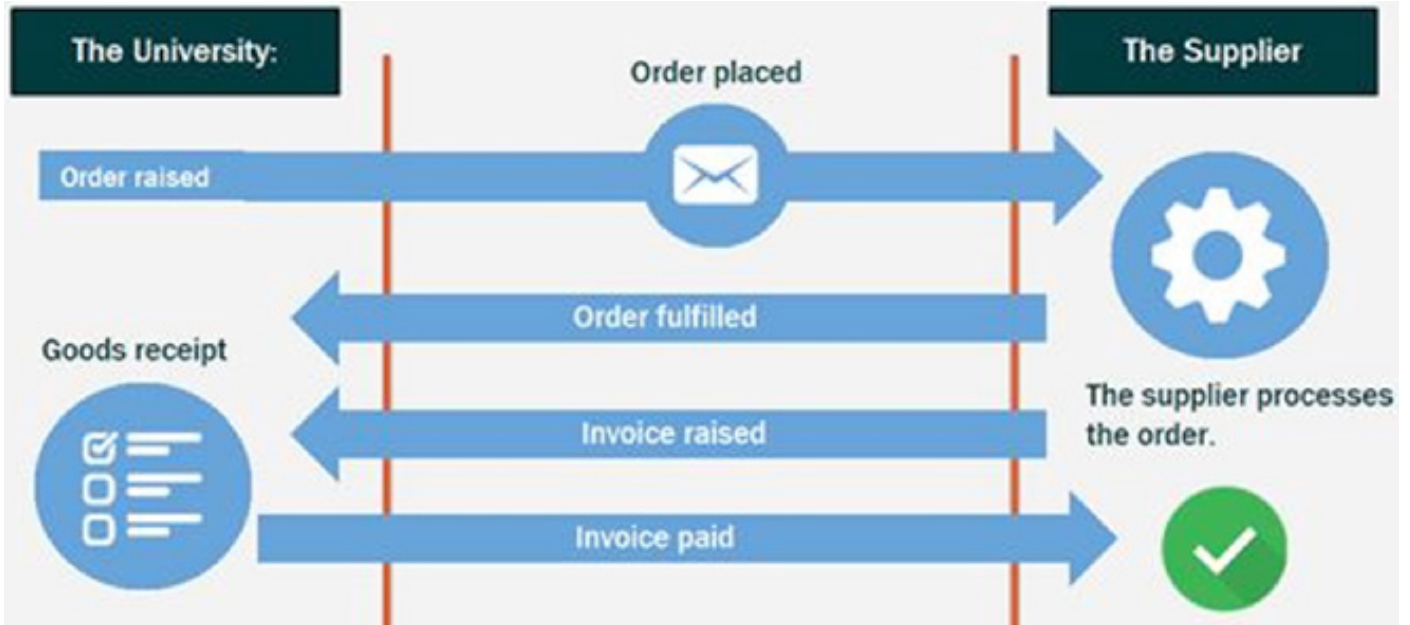 The University:
The Supplier
Order placed
Order raised
Order fulfilled
Goods receipt
The supplier processes
the order.
Invoice raised
Invoice paid